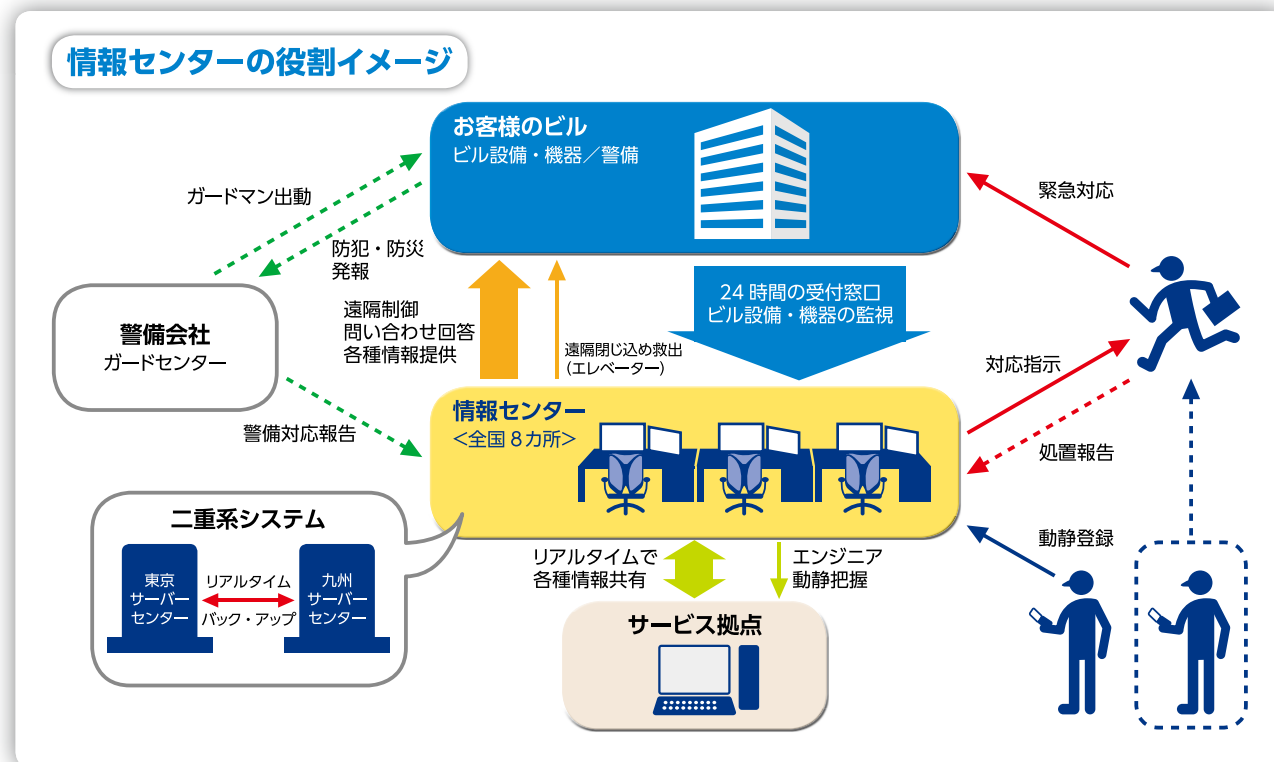 情報センターの役割イメージ
お客様のビル
ビル設備・機器／警備
ガードマン出動
防犯・防災
発報
緊急対応
警備会社
ガードセンター
遠隔制御
問い合わせ回答
各種情報提供
遠隔閉じ込め救出
(エレベーター)
24時間の受付窓口
ビル設備・機器の監視
対応指示
処置報告
警備対応報告
情報センター
<全国8カ所>
二重系システム
東京
サーバー
センター
リアルタイム
バック・アップ
九州
サーバー
センター
リアルタイムで
各種情報共有
エンジニア
動静把握
動静登録
サービス拠点